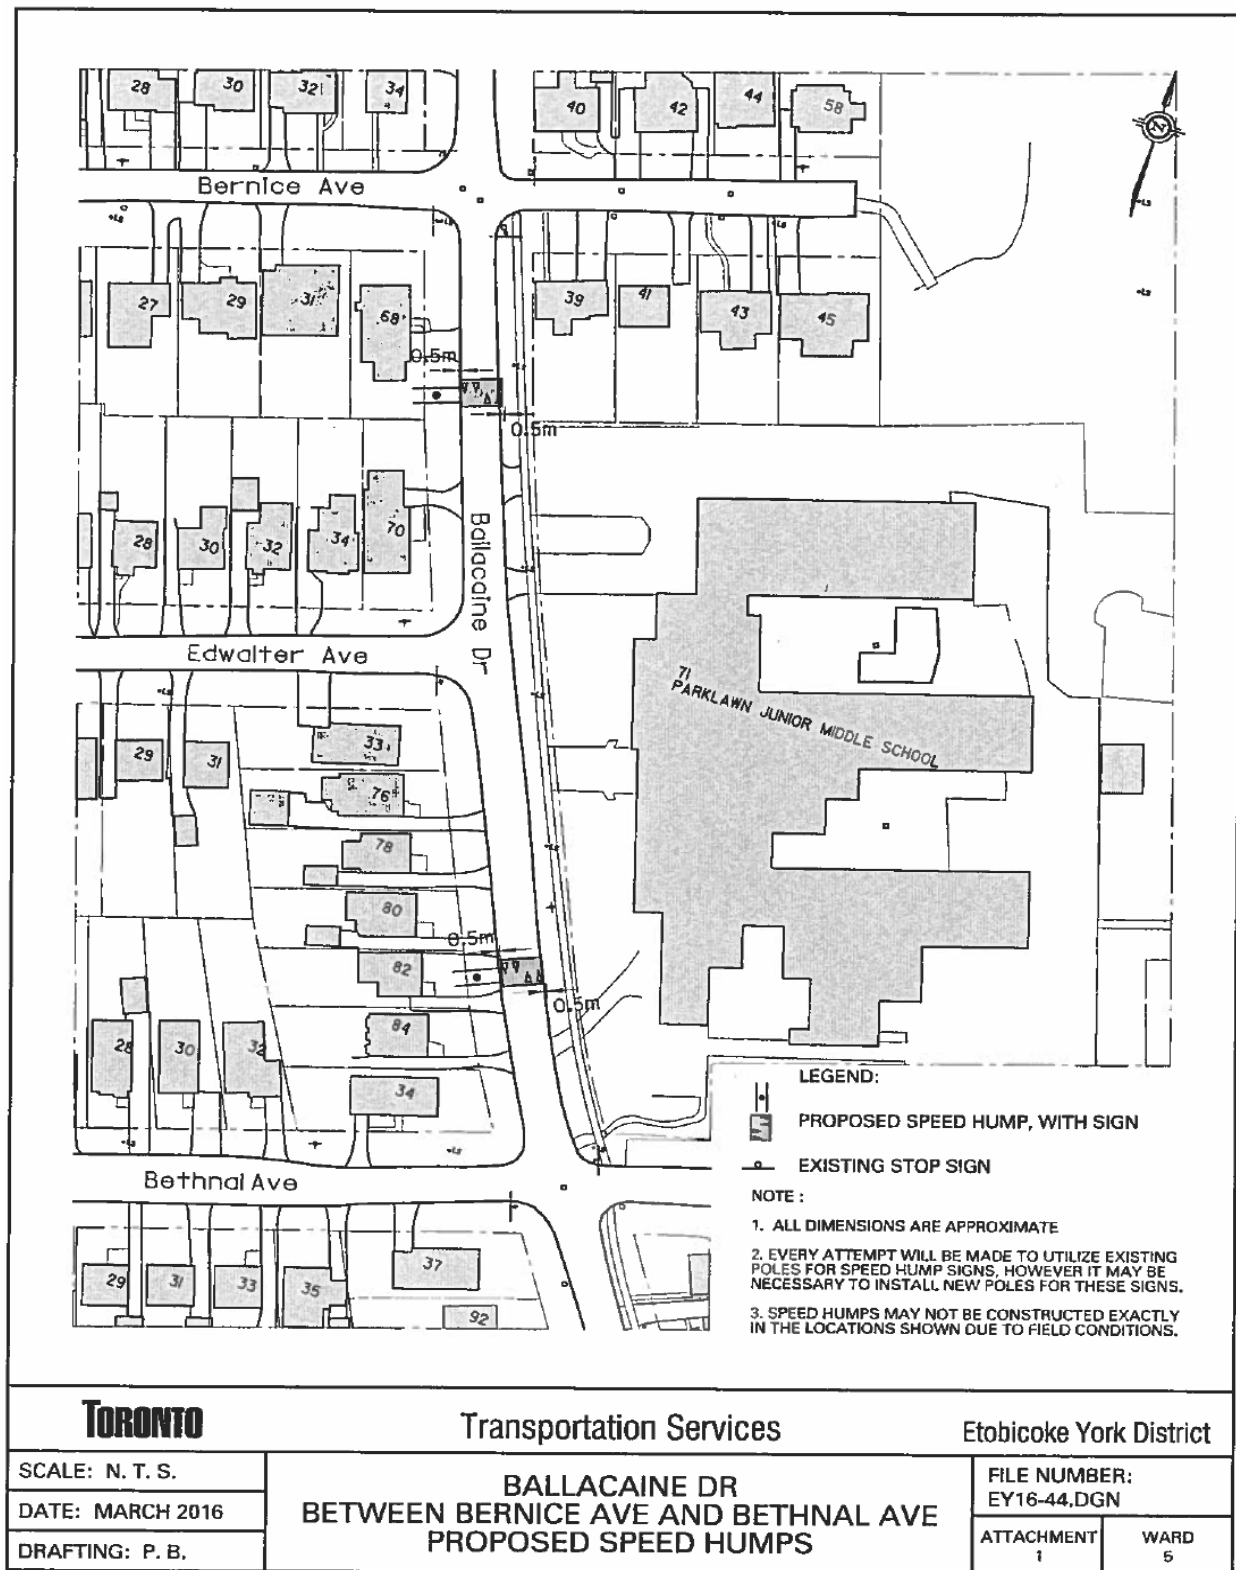 28 30 32 34 40 42 44 58
Bernice Ave
27 29 31 68 39 41 43 45
0.5m
0.5m
28 30 32 34 70
Ballacaine Dr
Edwalter Ave
71
PARKLAWN JUNIOR MIDDLE SCHOOL
29 31 33
76
78
80
0.5m
82
0.5m
84
28 30 32 34
Bethnal Ave
29 31 33 35 37
92
N
LEGEND:
PROPOSED SPEED HUMP, WITH SIGN
EXISTING STOP SIGN
NOTE :
1. ALL DIMENSIONS ARE APPROXIMATE
2. EVERY ATTEMPT WILL BE MADE TO UTILIZE EXISTING
POLES FOR SPEED HUMP SIGNS, HOWEVER IT MAY BE
NECESSARY TO INSTALL NEW POLES FOR THESE SIGNS.
3. SPEED HUMPS MAY NOT BE CONSTRUCTED EXACTLY
IN THE LOCATIONS SHOWN DUE TO FIELD CONDITIONS.
TORONTO
Transportation Services
Etobicoke York District
SCALE: N. T. S.
DATE: MARCH 2016
DRAFTING: P. B.
BALLACAINE DR
BETWEEN BERNICE AVE AND BETHNAL AVE
PROPOSED SPEED HUMPS
FILE NUMBER:
EY16-44.DGN
ATTACHMENT
1
WARD
5